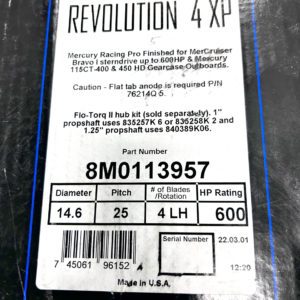 REVOLUTION 4 XP
Mercury Racing Pro Finished for MerCruiser
Bravo I sterndrive up to 600HP & Mercury
115CT-400 & 450 HD Gearcase Outboards.
Caution - Flat tab anode is required P/N
76214Q 5.
Flo-Torq II hub kit (sold separately). 1"
propshaft uses 835257K 6 or 835258K 2 and
1.25" propshaft uses 840389K06.
Part Number
8M0113957
Diameter Pitch # of Blades /Rotation HP Rating
14.6 25 4 LH 600
Serial Number 22.03.01
7 45061 96152
12:20
Made in U.S.A.